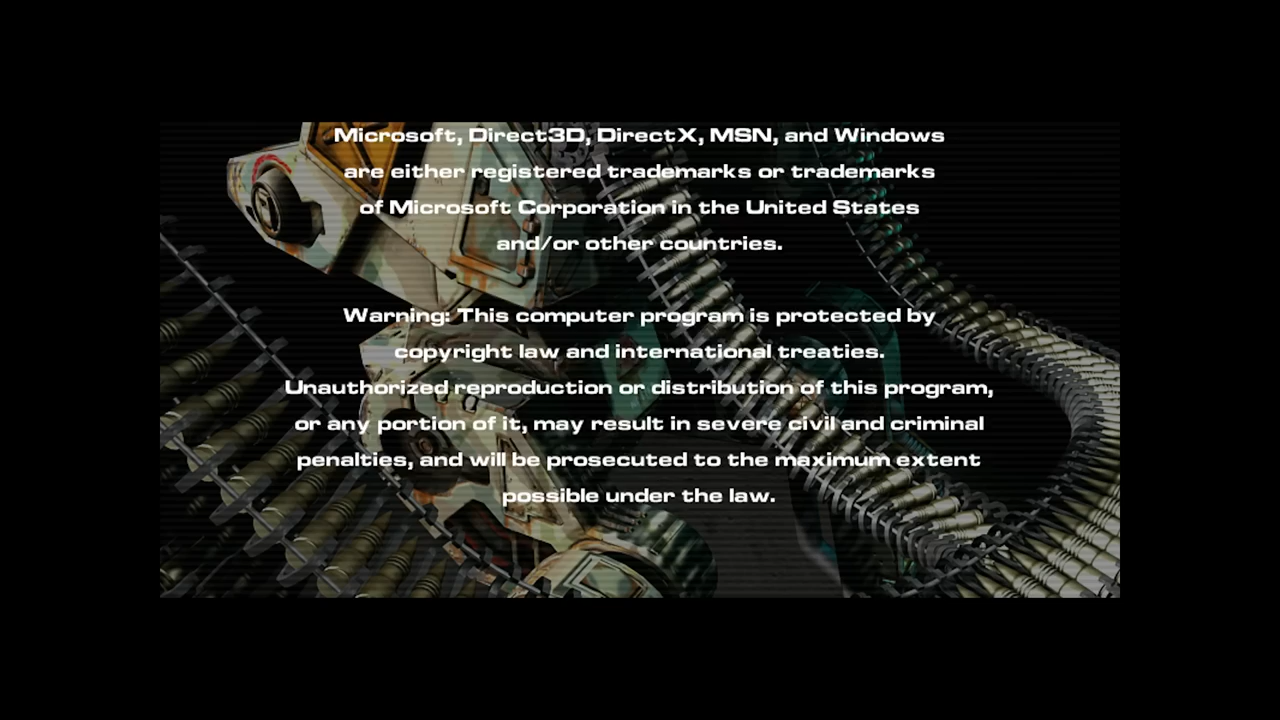 Microsoft, Direct3D, DirectX, MSN, and Windows
are either registered trademarks or trademarks
of Microsoft Corporation in the United States
and/or other countries.
Warning: This computer program is protected by
copyright law and international treaties.
Unauthorized reproduction or distribution of this program,
or any portion of it, may result in severe civil and criminal
penalties, and will be prosecuted to the maximum extent
possible under the law.